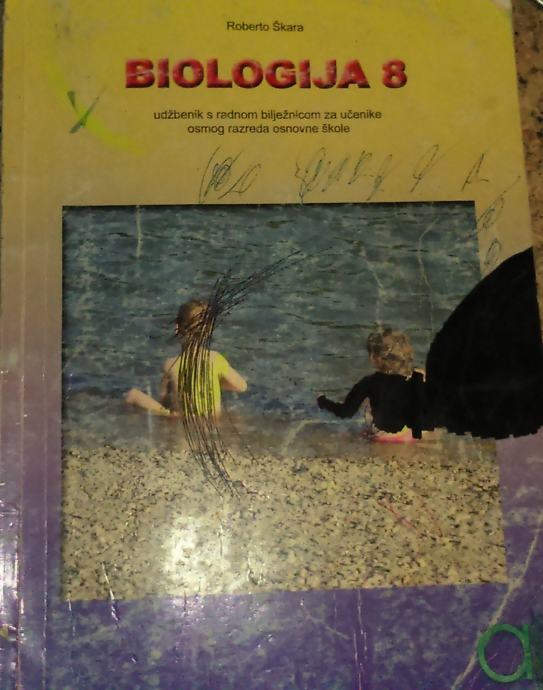 Roberto Škara
BIOLOGIJA 8
udžbenik s radnom bilježnicom za učenike
osmog razreda osnovne škole
a